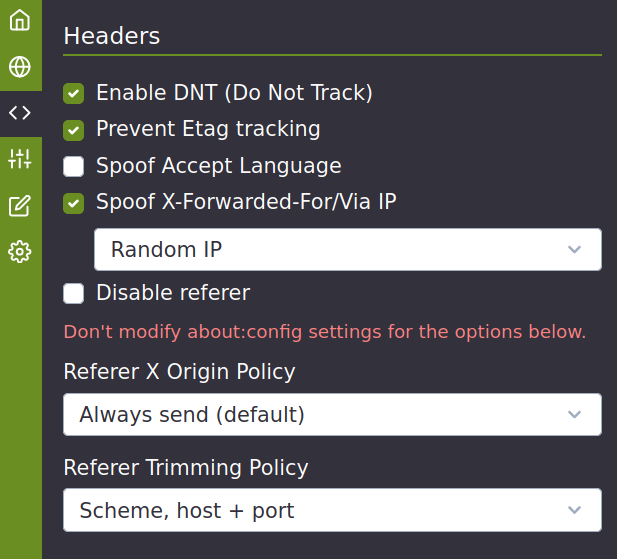 Headers
Enable DNT (Do Not Track)
Prevent Etag tracking
Spoof Accept Language
Spoof X-Forwarded-For/Via IP
Random IP
Disable referer
Don't modify about:config settings for the options below.
Referer X Origin Policy
Always send (default)
Referer Trimming Policy
Scheme, host + port